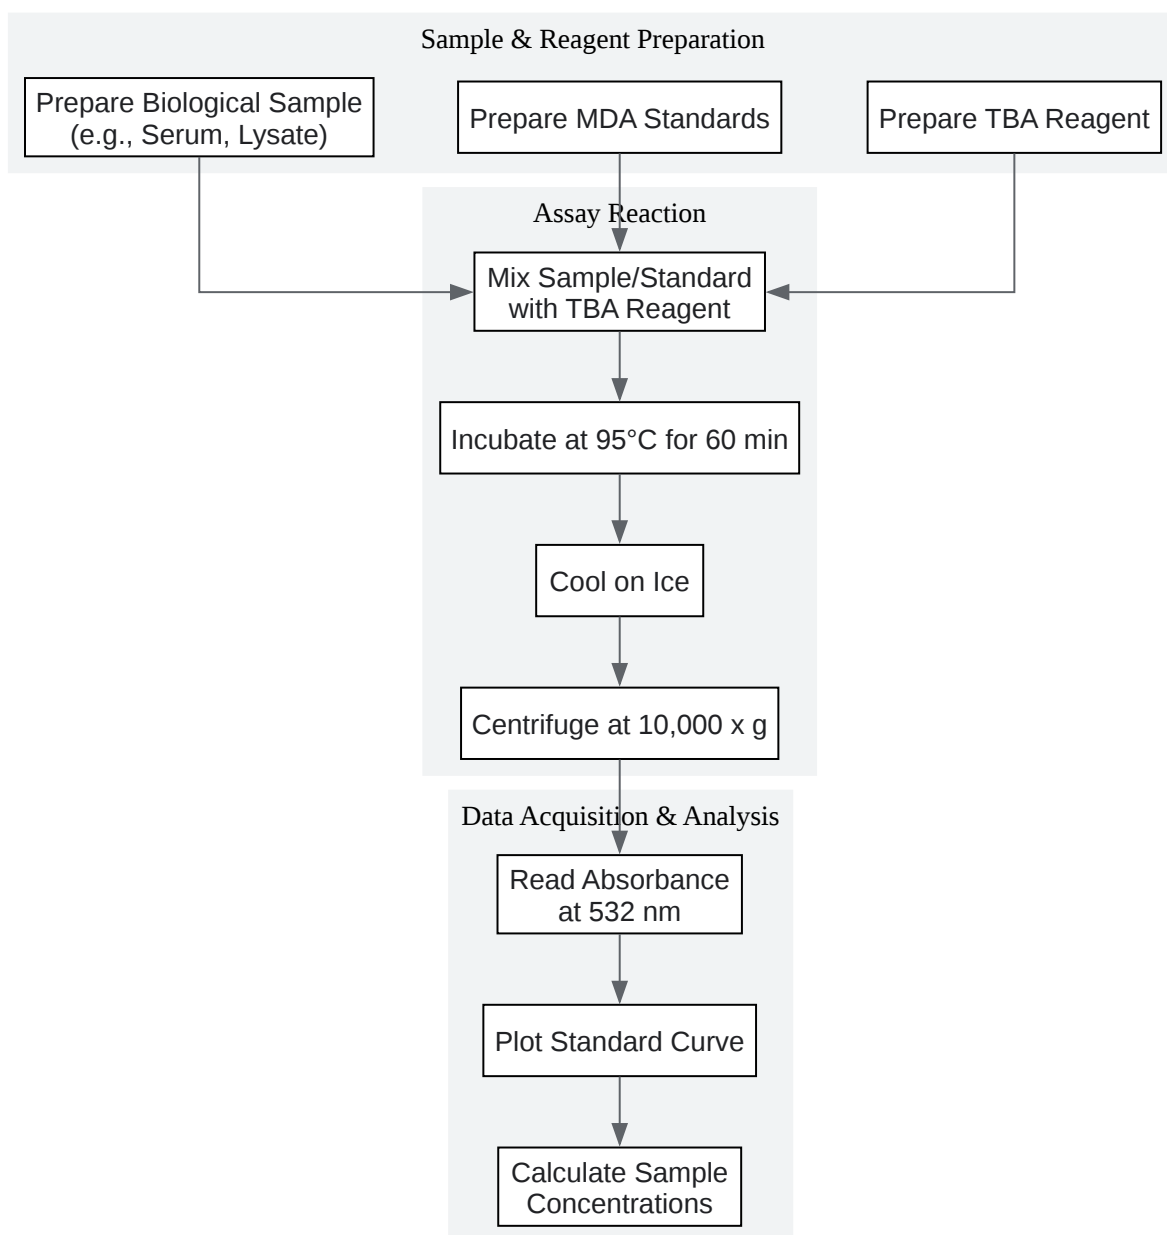 Sample & Reagent Preparation
Prepare Biological Sample
(e.g., Serum, Lysate)
Prepare MDA Standards
Prepare TBA Reagent
Assay Reaction
Mix Sample/Standard
with TBA Reagent
Incubate at 95°C for 60 min
Cool on Ice
Centrifuge at 10,000 x g
Data Acquisition & Analysis
Read Absorbance
at 532 nm
Plot Standard Curve
Calculate Sample
Concentrations